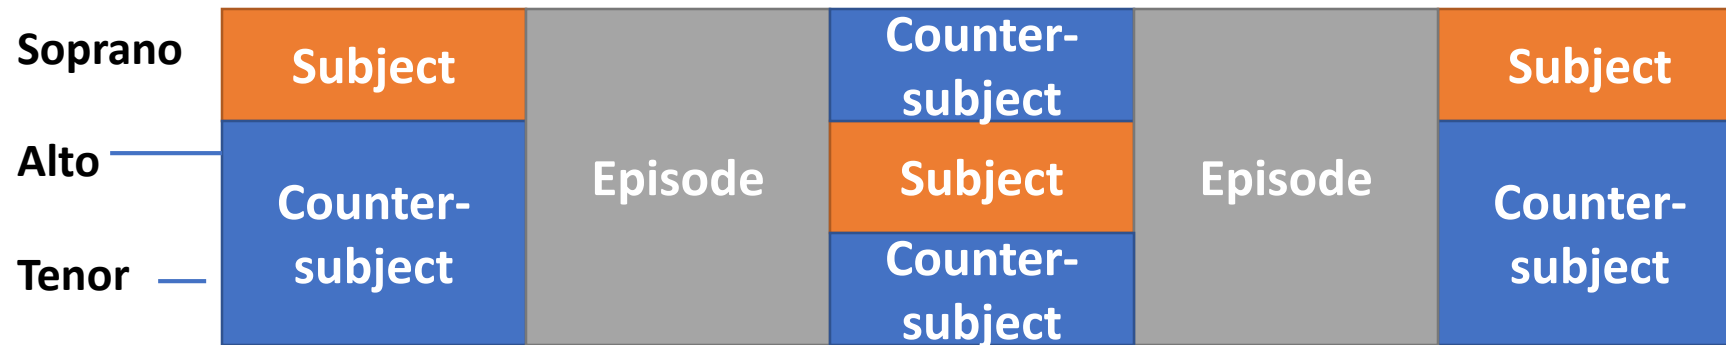 Soprano
Alto
Tenor
Subject
Counter-
subject
Episode
Counter-
subject
Subject
Counter-
subject
Episode
Subject
Counter-
subject